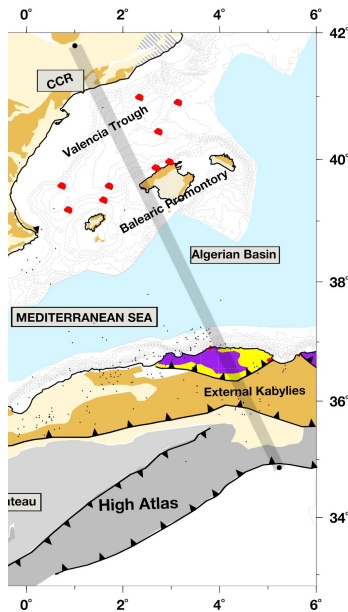 0° 2° 4° 6°
42°
CCR
Valencia Trough
40°
Balearic Promontory
Algerian Basin
38°
MEDITERRANEAN SEA
External Kabylies
36°
ateau
High Atlas
34°
0° 2° 4° 6°